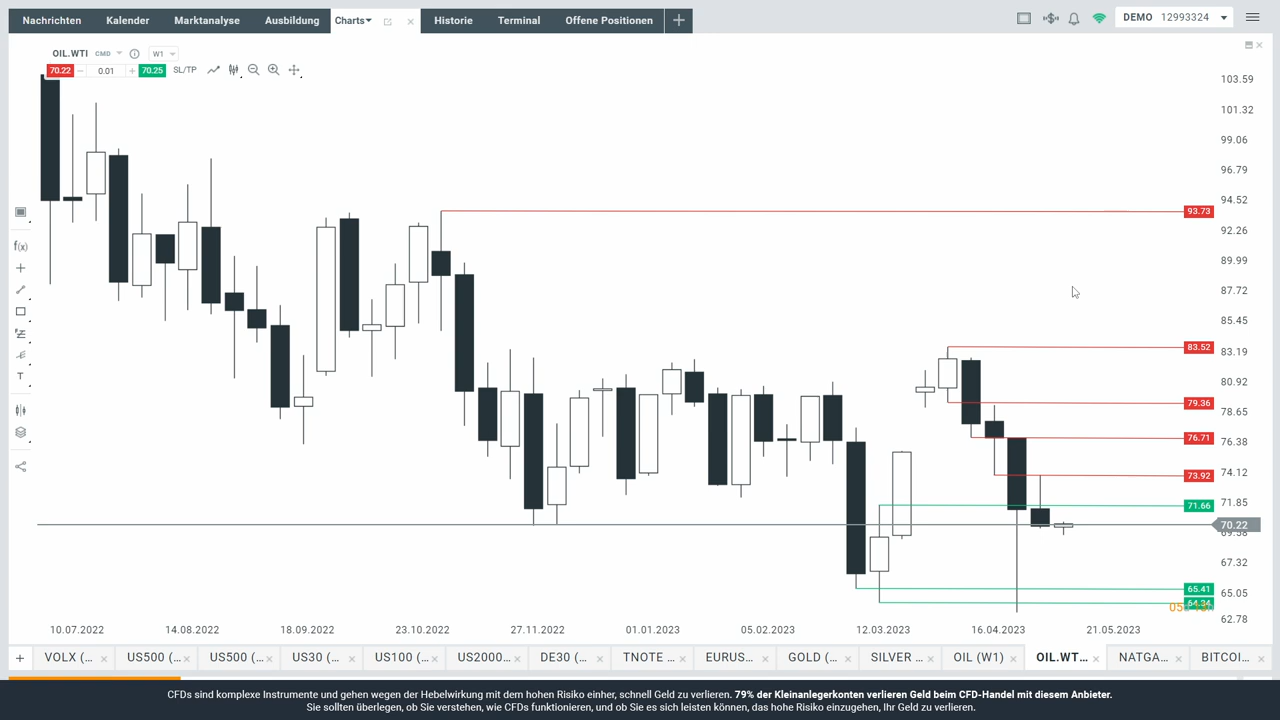 Nachrichten Kalender Marktanalyse Ausbildung Charts Historie Terminal Offene Positionen DEMO 12993324
OIL.WTI CMD W1
70.22 0.01 70.25 SL/TP
103.59
101.32
99.06
96.79
94.52
93.73
92.26
89.99
87.72
85.45
83.52
83.19
80.92
79.36
78.65
76.71
76.38
73.92
74.12
71.66
71.85
70.22
67.32
65.41
65.05
62.78
f(x)
T
10.07.2022 14.08.2022 18.09.2022 23.10.2022 27.11.2022 01.01.2023 05.02.2023 12.03.2023 16.04.2023 21.05.2023
VOLX (... US500 (... US500 (... US30 (... US100 (... US2000... DE30 (... TNOTE ... EURUS... GOLD (... SILVER ... OIL (W1) OIL.WT... NATGA... BITCOI...
CFDs sind komplexe Instrumente und gehen wegen der Hebelwirkung mit dem hohen Risiko einher, schnell Geld zu verlieren. 79% der Kleinanlegerkonten verlieren Geld beim CFD-Handel mit diesem Anbieter.
Sie sollten überlegen, ob Sie verstehen, wie CFDs funktionieren, und ob Sie es sich leisten können, das hohe Risiko einzugehen, Ihr Geld zu verlieren.